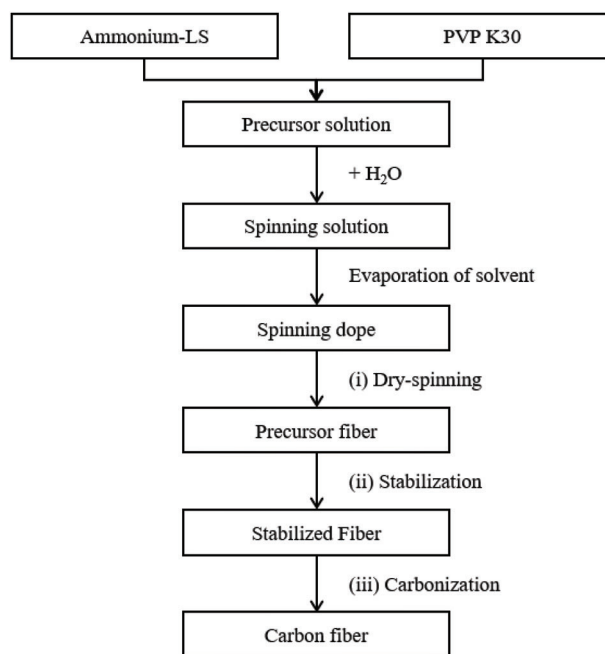 Ammonium-LS
PVP K30
Precursor solution
+ H₂O
Spinning solution
Evaporation of solvent
Spinning dope
(i) Dry-spinning
Precursor fiber
(ii) Stabilization
Stabilized Fiber
(iii) Carbonization
Carbon fiber